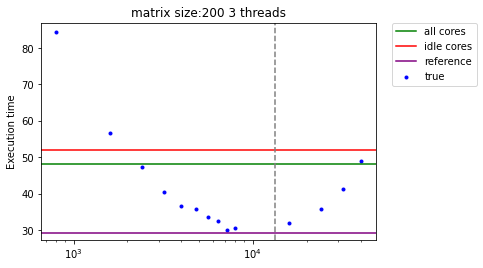 matrix size:200 3 threads
all cores
idle cores
reference
true
Execution time
80
70
60
50
40
30
10³
10⁴